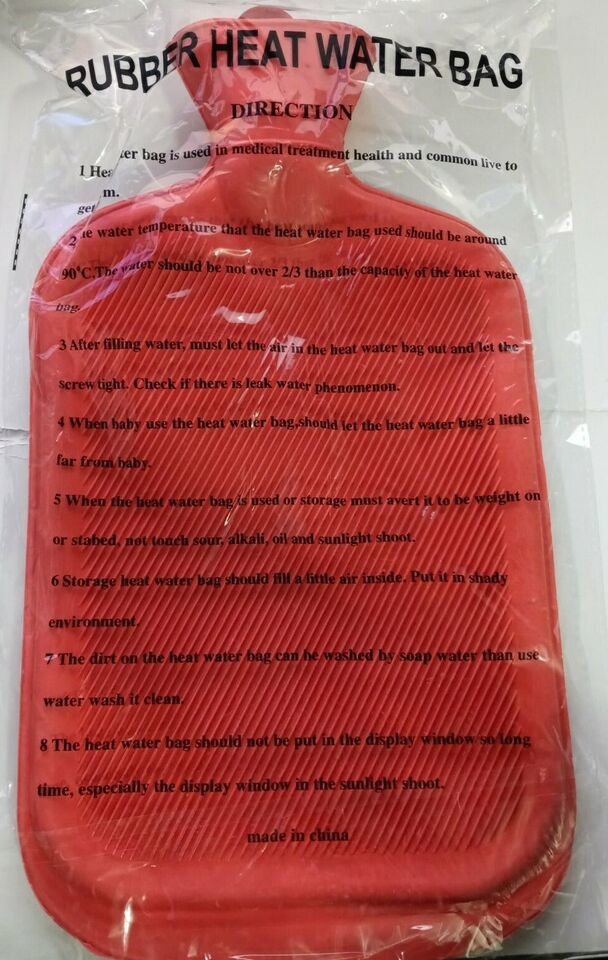 RUBBER HEAT WATER BAG
DIRECTION
1 Hea ter bag is used in medical treatment health and common live to
get m.
2 he water temperature that the heat water bag used should be around
90°C.The water should be not over 2/3 than the capacity of the heat water
bag.
3 After filling water, must let the air in the heat water bag out and let the
screw tight. Check if there is leak water phenomenon.
4 When baby use the heat water bag,should let the heat water bag a little
far from baby.
5 When the heat water bag is used or storage must avert it to be weight on
or stabed, not touch sour, alkali, oil and sunlight shoot.
6 Storage heat water bag should fill a little air inside. Put it in shady
environment.
7 The dirt on the heat water bag can be washed by soap water than use
water wash it clean.
8 The heat water bag should not be put in the display window so long
time, especially the display window in the sunlight shoot.
made in china